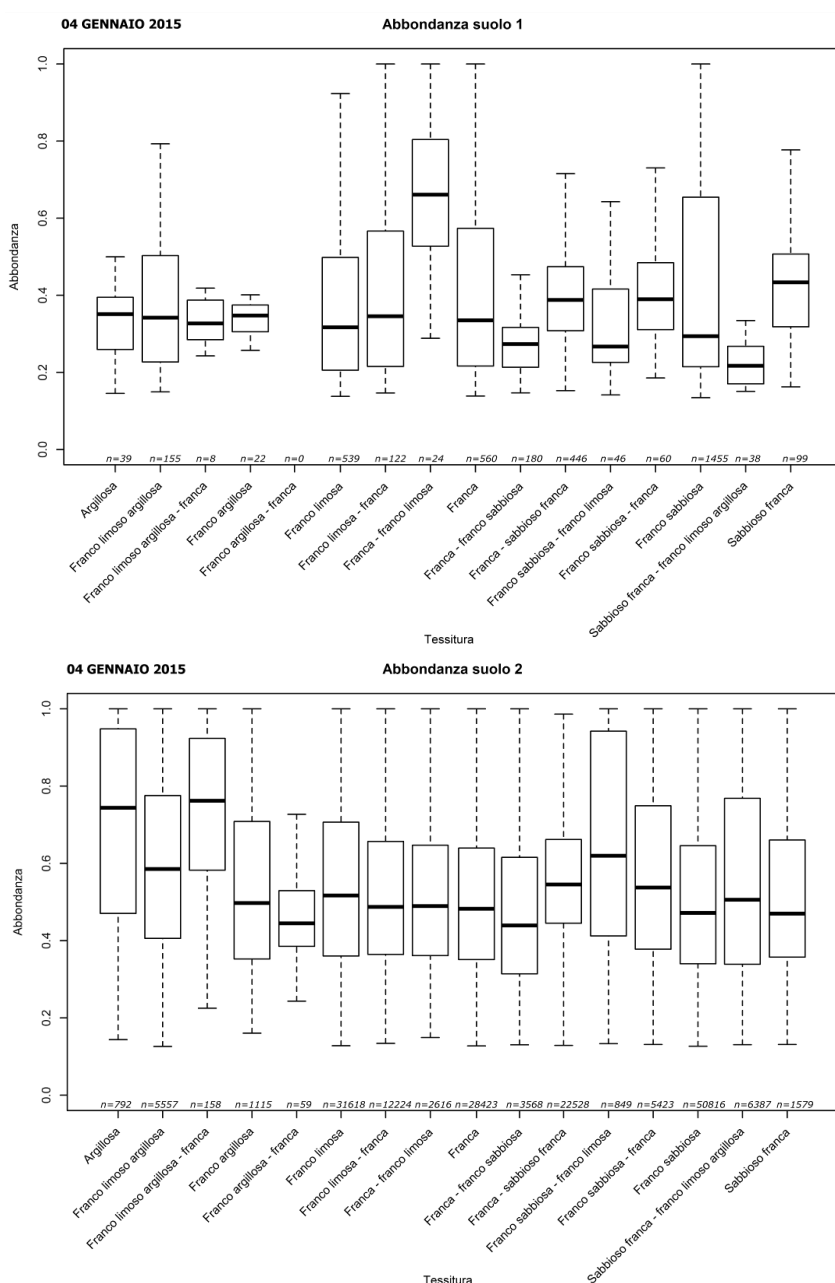 04 GENNAIO 2015
Abbondanza suolo 1
Abbondanza
1.0
0.8
0.6
0.4
0.2
0.0
n=39 n=155 n=8 n=22 n=0 n=539 n=122 n=24 n=560 n=180 n=446 n=46 n=60 n=1455 n=38 n=99
Argillosa
Franco limoso argillosa
Franco limoso argillosa - franca
Franco argillosa
Franco argillosa - franca
Franco limosa
Franco limosa - franca
Franca - franco limosa
Franca
Franca - franco sabbiosa
Franca - sabbioso franca
Franco sabbiosa - franco limosa
Franco sabbiosa - franca
Franco sabbiosa
Sabbioso franca - franco limoso argillosa
Sabbioso franca
Tessitura
04 GENNAIO 2015
Abbondanza suolo 2
Abbondanza
1.0
0.8
0.6
0.4
0.2
0.0
n=792 n=5557 n=158 n=1115 n=59 n=31618 n=12224 n=2616 n=28423 n=3568 n=22528 n=849 n=5423 n=50816 n=6387 n=1579
Argillosa
Franco limoso argillosa
Franco limoso argillosa - franca
Franco argillosa
Franco argillosa - franca
Franco limosa
Franco limosa - franca
Franca - franco limosa
Franca
Franca - franco sabbiosa
Franca - sabbioso franca
Franco sabbiosa - franco limosa
Franco sabbiosa - franca
Franco sabbiosa
Sabbioso franca - franco limoso argillosa
Sabbioso franca
Tessitura